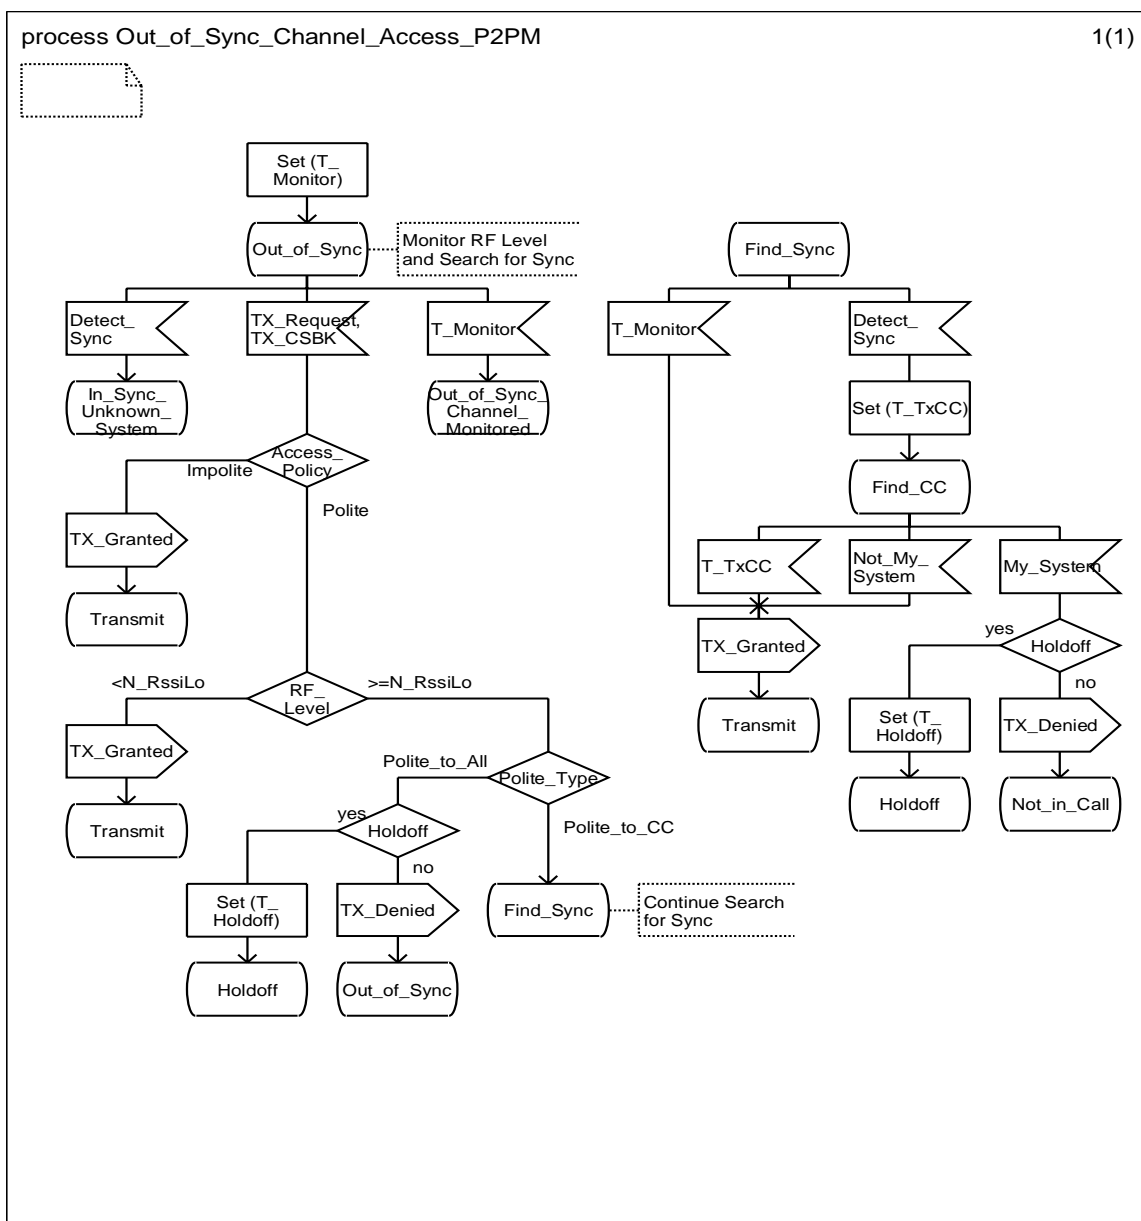 process Out_of_Sync_Channel_Access_P2PM
1(1)
Set (T_
Monitor)
Out_of_Sync
Monitor RF Level
and Search for Sync
Find_Sync
Detect_
Sync
TX_Request,
TX_CSBK
T_Monitor
T_Monitor
Detect_
Sync
In_Sync_
Unknown_
System
Out_of_Sync_
Channel_
Monitored
Set (T_TxCC)
Access_
Policy
Impolite
Polite
Find_CC
TX_Granted
T_TxCC
Not_My_
System
My_System
Transmit
TX_Granted
yes
Holdoff
no
<N_RssiLo
RF_
Level
>=N_RssiLo
TX_Granted
Transmit
Set (T_
Holdoff)
TX_Denied
Polite_to_All
Polite_Type
Holdoff
Not_in_Call
Transmit
yes
Holdoff
no
Polite_to_CC
Set (T_
Holdoff)
TX_Denied
Find_Sync
Continue Search
for Sync
Holdoff
Out_of_Sync